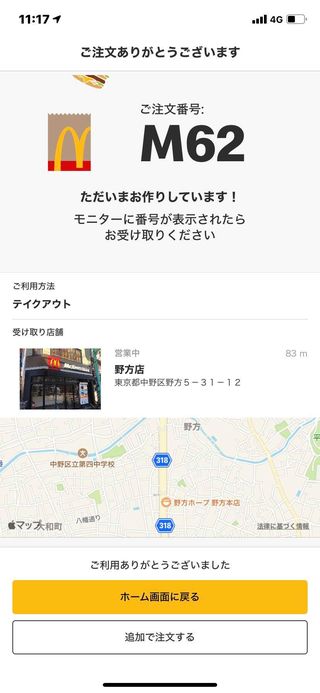 11:17
4G
ご注文ありがとうございます
ご注文番号:
M62
ただいまお作りしています！
モニターに番号が表示されたら
お受け取りください
ご利用方法
テイクアウト
受け取り店舗
営業中
83 m
野方店
東京都中野区野方５－３１－１２
野方
中野区立第四中学校
318
野方ホープ 野方本店
マップ
大和町
八幡通り
318
法律に基づく情報
ご利用ありがとうございました
ホーム画面に戻る
追加で注文する